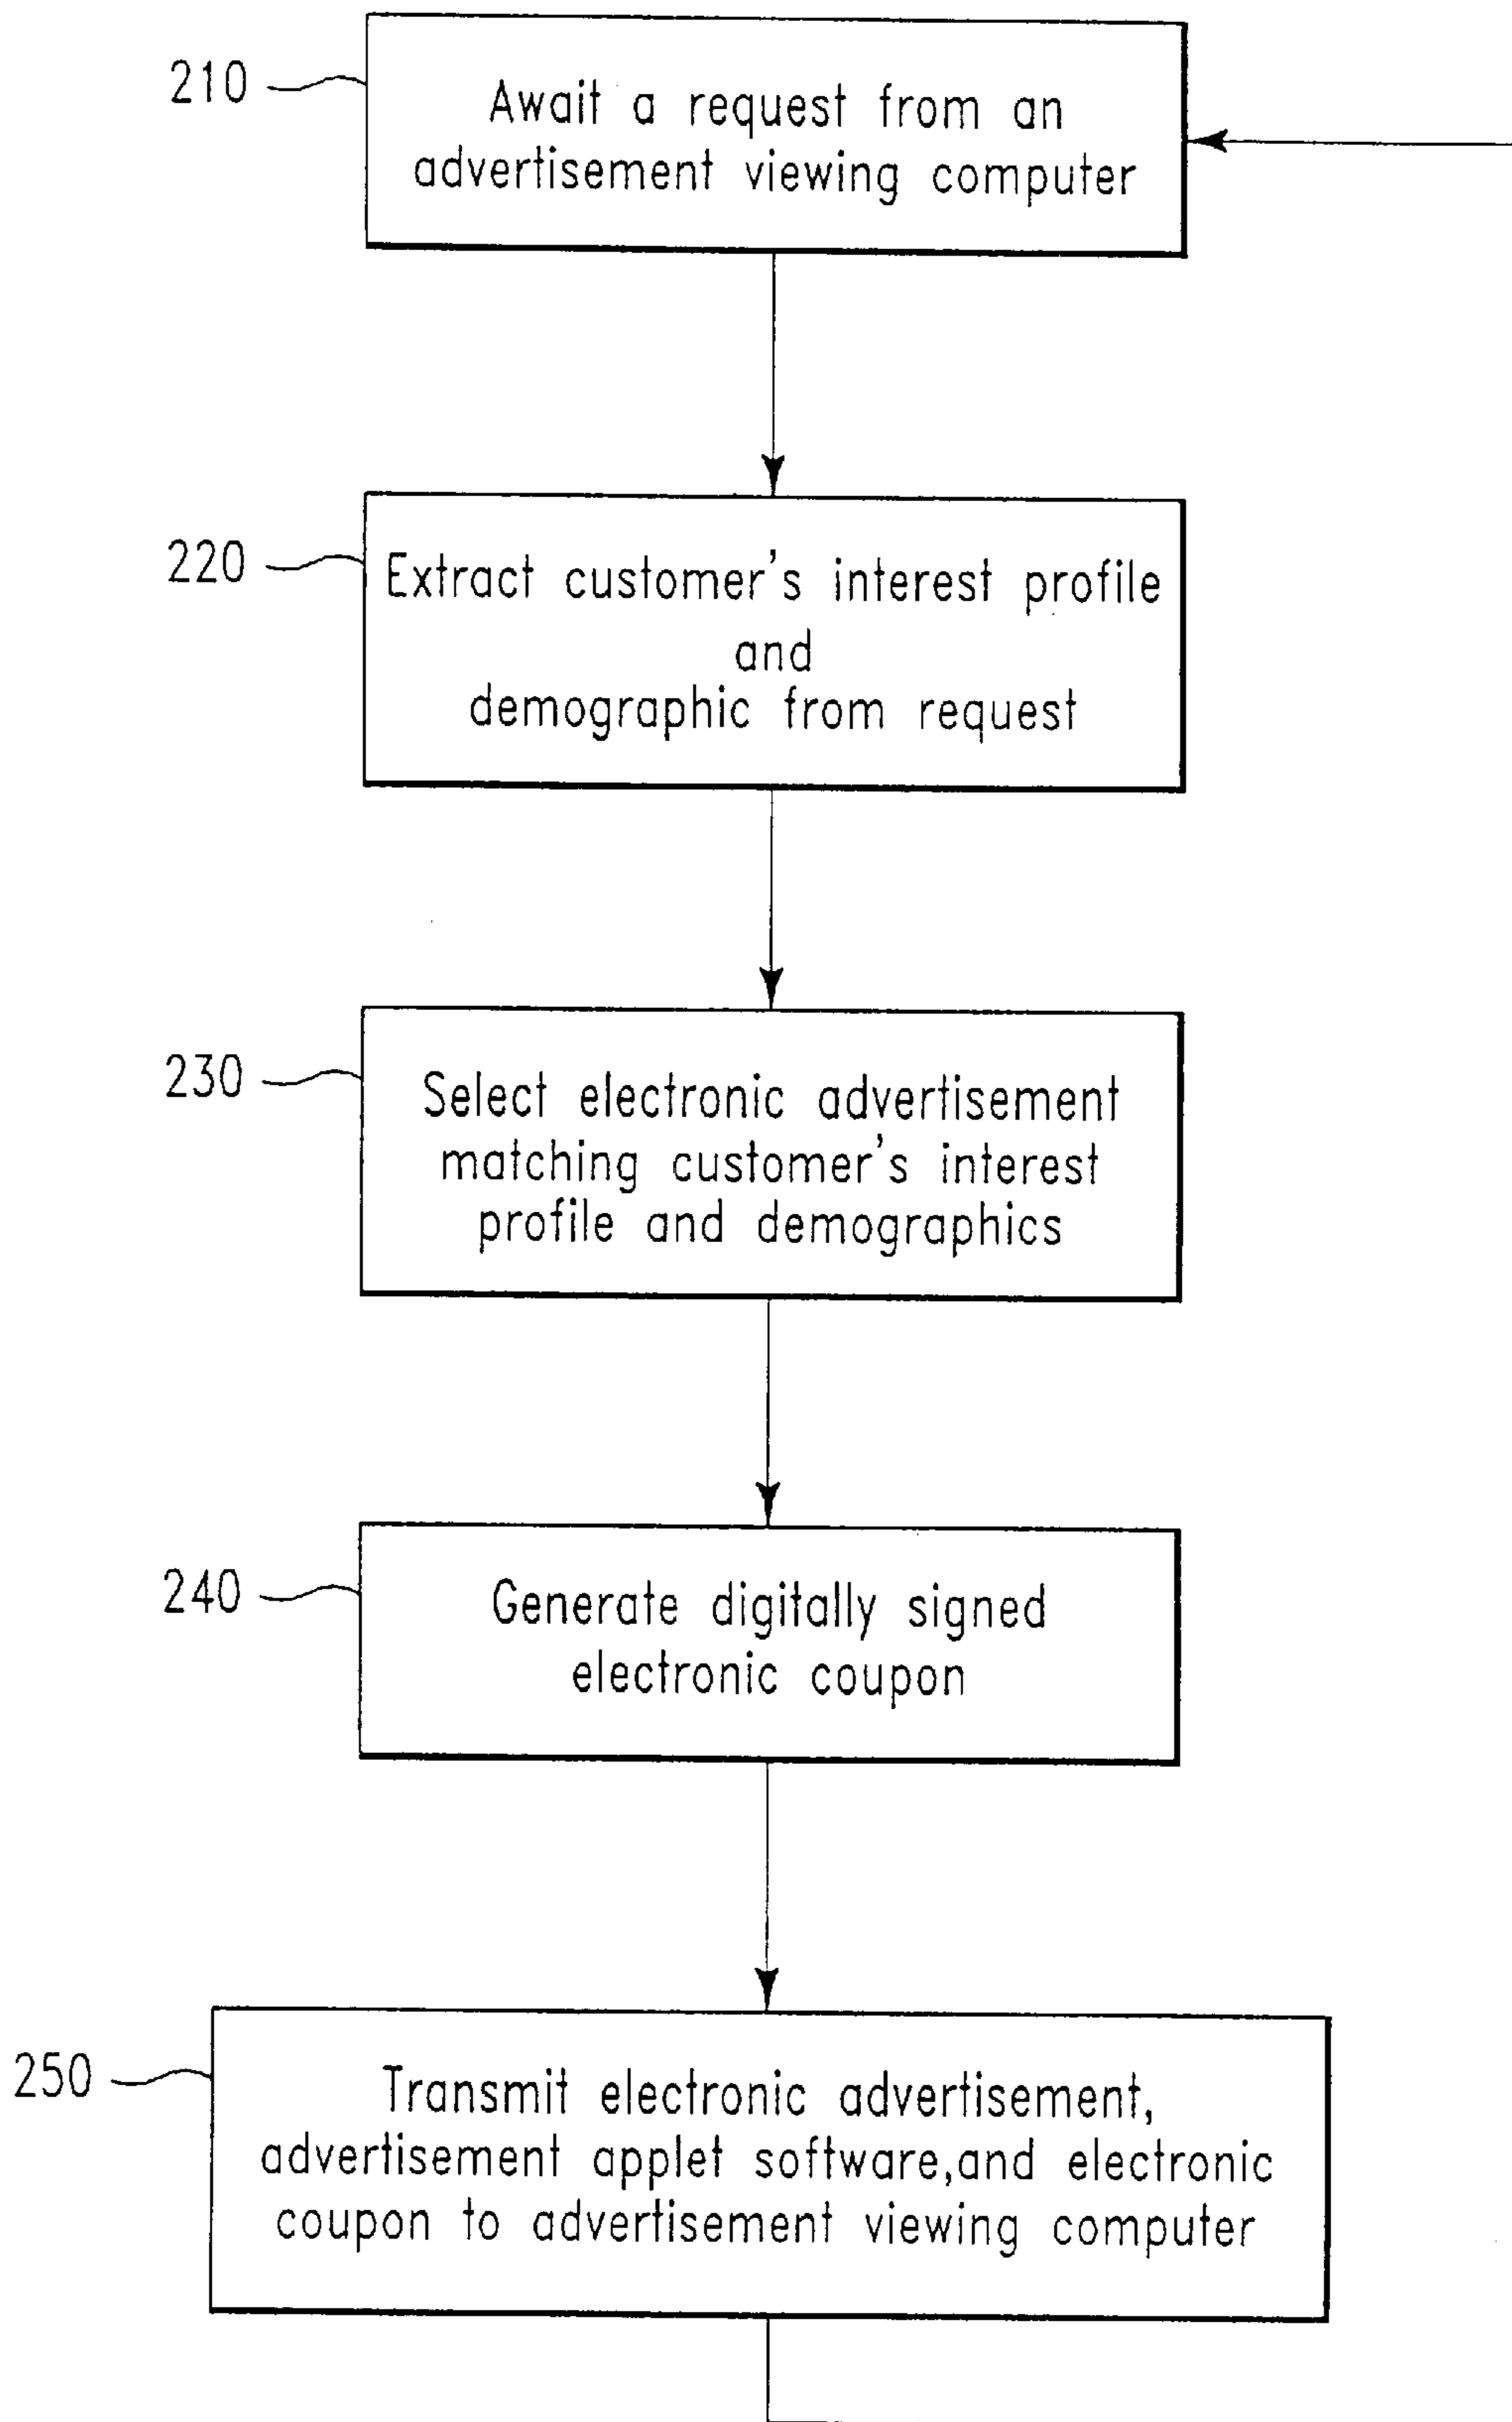 210
Await a request from an
advertisement viewing computer
220
Extract customer's interest profile
and
demographic from request
230
Select electronic advertisement
matching customer's interest
profile and demographics
240
Generate digitally signed
electronic coupon
250
Transmit electronic advertisement,
advertisement applet software,and electronic
coupon to advertisement viewing computer